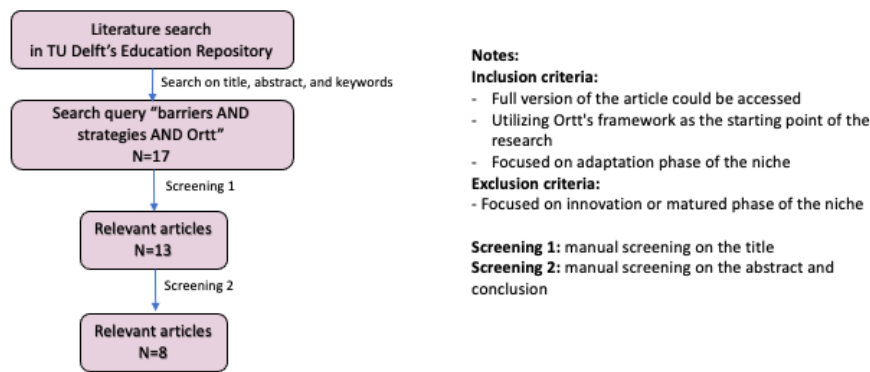 Literature search
in TU Delft's Education Repository
Search on title, abstract, and keywords
Search query “barriers AND
strategies AND Ortt”
N=17
Screening 1
Relevant articles
N=13
Screening 2
Relevant articles
N=8
Notes:
Inclusion criteria:
- Full version of the article could be accessed
- Utilizing Ortt's framework as the starting point of the
research
- Focused on adaptation phase of the niche
Exclusion criteria:
- Focused on innovation or matured phase of the niche
Screening 1: manual screening on the title
Screening 2: manual screening on the abstract and
conclusion